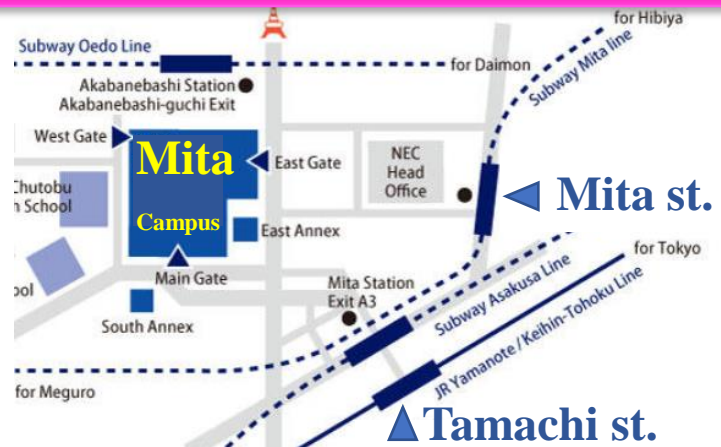 for Hibiya
Subway Oedo Line
Subway Mita line
for Daimon
Akabanebashi Station
Akabanebashi-guchi Exit
West Gate
Mita
Campus
East Gate
NEC
Head
Office
Chutobu
School
Mita st.
East Annex
for Tokyo
Main Gate
Mita Station
Exit A3
Subway Asakusa Line
South Annex
JR Yamanote / Keihin-Tohoku Line
for Meguro
Tamachi st.